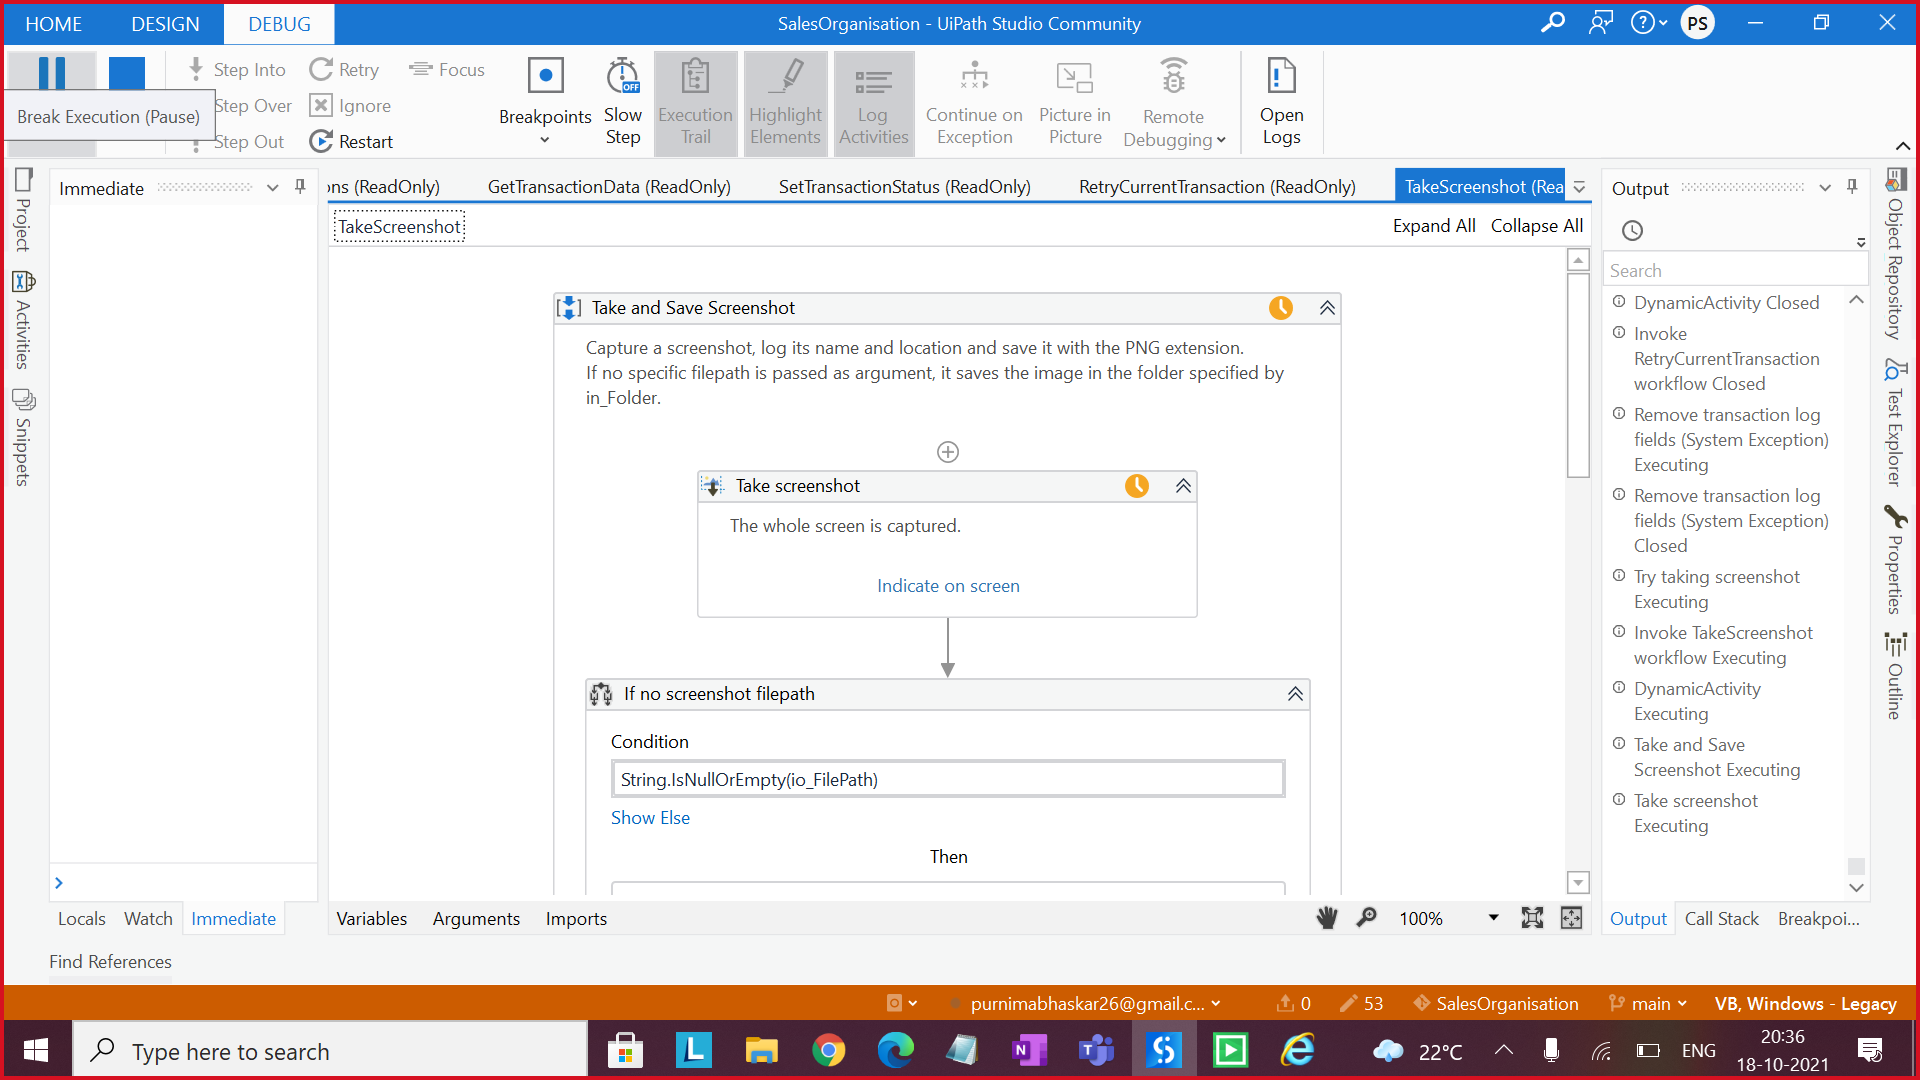 HOME
DESIGN
DEBUG
SalesOrganisation - UiPath Studio Community
PS
Step Into
Step Over
Step Out
Retry
Ignore
Restart
Focus
Break Execution (Pause)
Breakpoints
Slow
Step
OFF
Execution
Trail
Highlight
Elements
Log
Activities
Continue on
Exception
Picture in
Picture
Remote
Debugging
Open
Logs
Project
Activities
Snippets
Immediate
ons (ReadOnly)
GetTransactionData (ReadOnly)
SetTransactionStatus (ReadOnly)
RetryCurrentTransaction (ReadOnly)
TakeScreenshot (Rea
TakeScreenshot
Expand All
Collapse All
Take and Save Screenshot
Capture a screenshot, log its name and location and save it with the PNG extension.
If no specific filepath is passed as argument, it saves the image in the folder specified by
in_Folder.
Take screenshot
The whole screen is captured.
Indicate on screen
If no screenshot filepath
Condition
String.IsNullOrEmpty(io_FilePath)
Show Else
Then
Output
Search
DynamicActivity Closed
Invoke
RetryCurrentTransaction
workflow Closed
Remove transaction log
fields (System Exception)
Executing
Remove transaction log
fields (System Exception)
Closed
Try taking screenshot
Executing
Invoke TakeScreenshot
workflow Executing
DynamicActivity
Executing
Take and Save
Screenshot Executing
Take screenshot
Executing
Object Repository
Test Explorer
Properties
Outline
Locals
Watch
Immediate
Variables
Arguments
Imports
100%
Output
Call Stack
Breakpoi...
Find References
purnimabhaskar26@gmail.c...
0
53
SalesOrganisation
main
VB, Windows - Legacy
Type here to search
L
N
T
22°C
ENG
20:36
18-10-2021